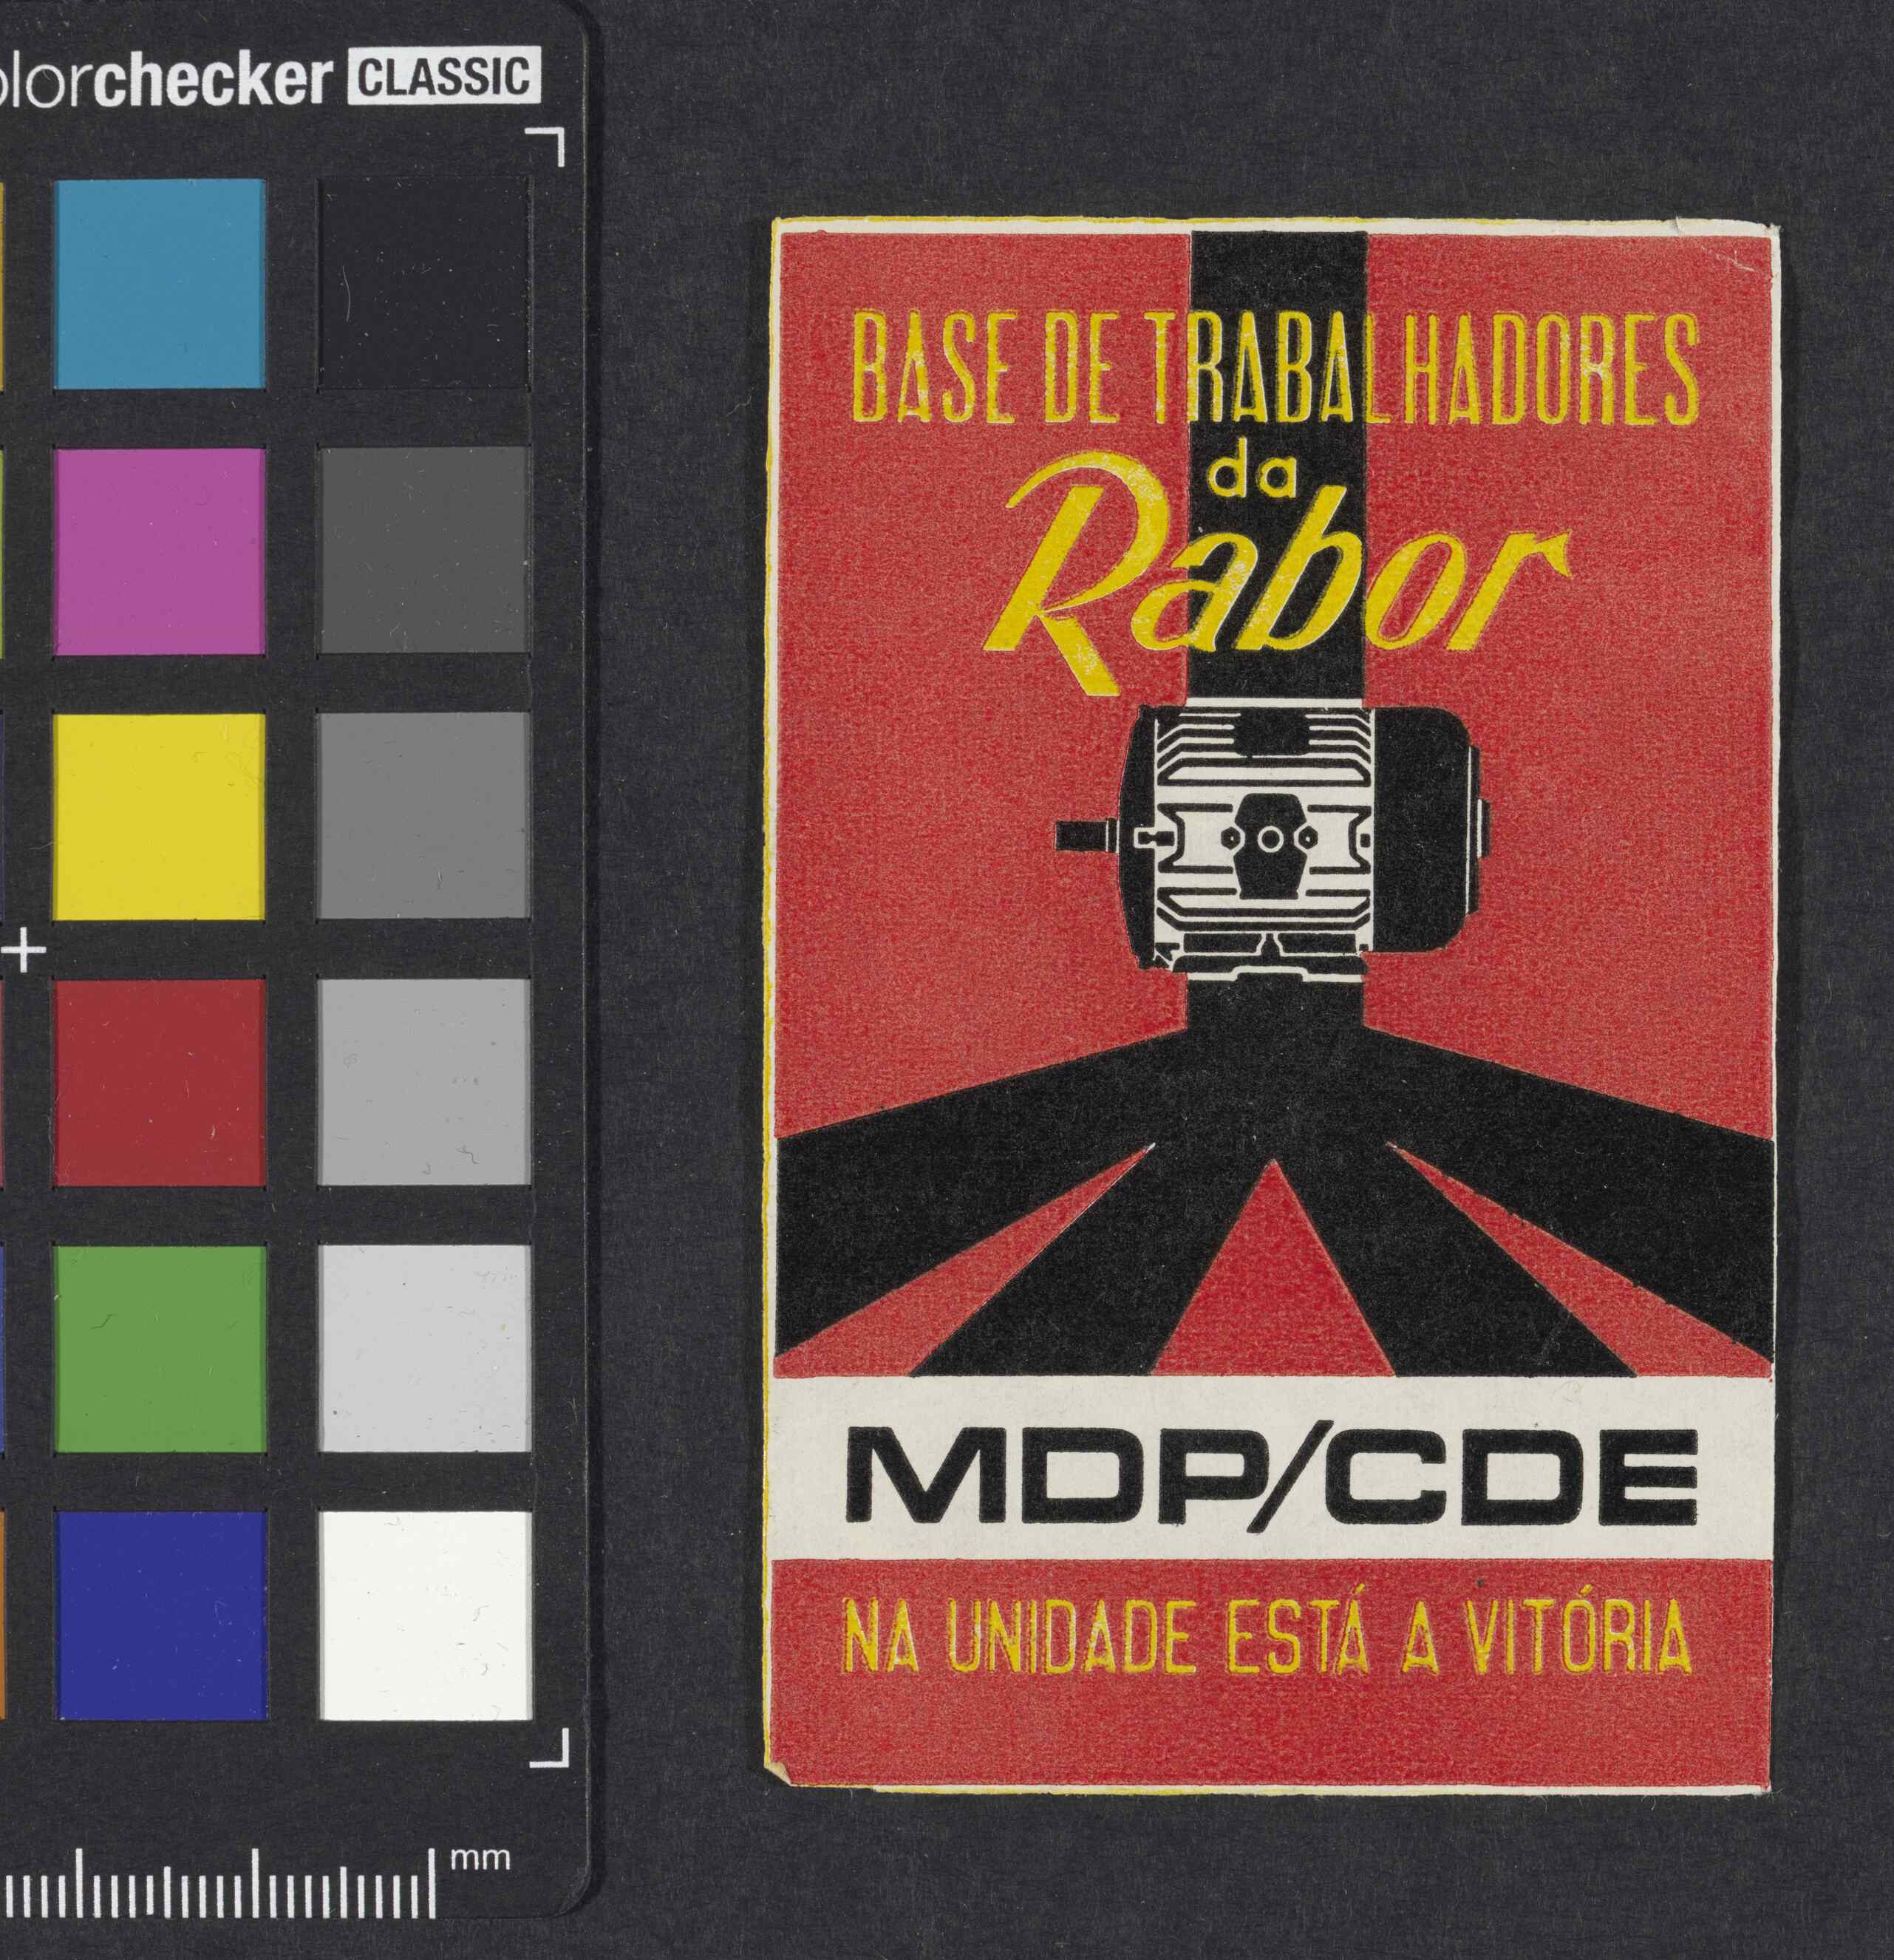 olorchecker CLASSIC
BASE DE TRABALHADORES
da
Rabor
MDP/CDE
NA UNIDADE ESTÁ A VITÓRIA
mm